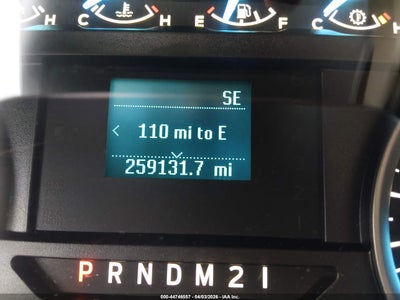 H C H E F C H
SE
110 mi to E
259131.7 mi
P R N D M 2 1
000-44746557 - 04/03/2026 - IAA Inc.